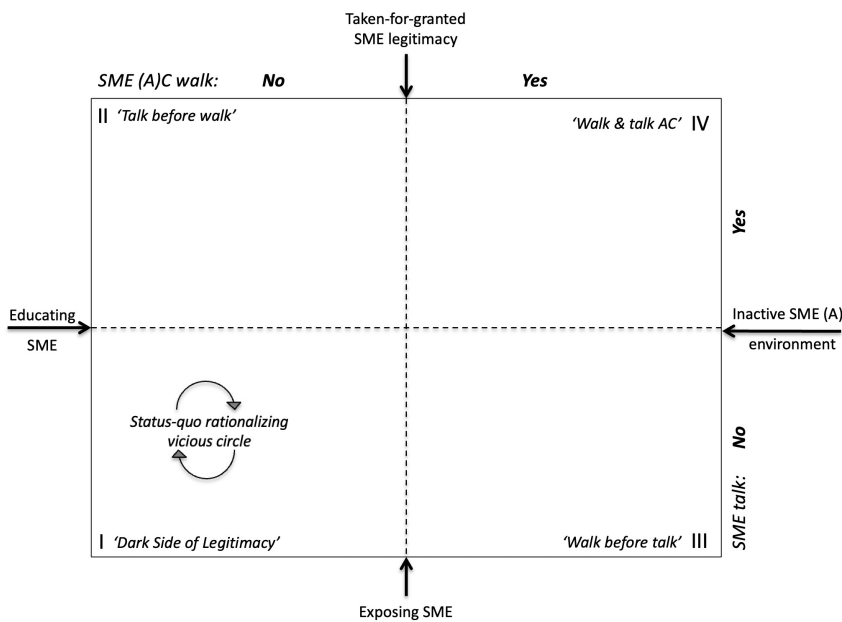 Taken-for-granted
SME legitimacy
SME (A)C walk: No Yes
II 'Talk before walk'
'Walk & talk AC' IV
Yes
Educating
SME
Inactive SME (A)
environment
Status-quo rationalizing
vicious circle
No
SME talk:
I 'Dark Side of Legitimacy'
'Walk before talk' III
Exposing SME